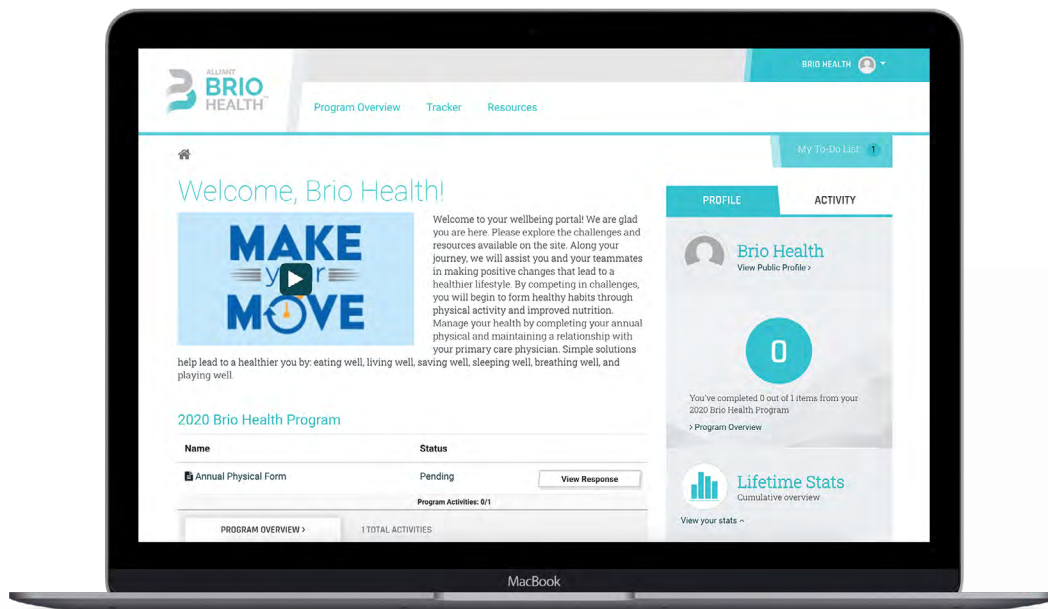 ALLIANT
BRIO
HEALTH™
BRIO HEALTH
Program Overview
Tracker
Resources
My To-Do List 1
Welcome, Brio Health!
MAKE
your
MOVE
Welcome to your wellbeing portal! We are glad
you are here. Please explore the challenges and
resources available on the site. Along your
journey, we will assist you and your teammates
in making positive changes that lead to a
healthier lifestyle. By competing in challenges,
you will begin to form healthy habits through
physical activity and improved nutrition.
Manage your health by completing your annual
physical and maintaining a relationship with
your primary care physician. Simple solutions
help lead to a healthier you by: eating well, living well, saving well, sleeping well, breathing well, and
playing well.
2020 Brio Health Program
Name Status
Annual Physical Form Pending View Response
Program Activities: 0/1
PROGRAM OVERVIEW > 1 TOTAL ACTIVITIES
PROFILE ACTIVITY
Brio Health
View Public Profile >
0
You've completed 0 out of 1 items from your
2020 Brio Health Program
> Program Overview
Lifetime Stats
Cumulative overview
View your stats
MacBook